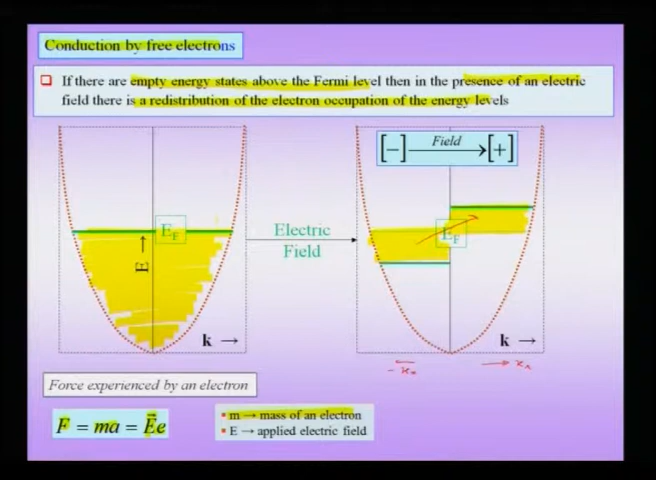 Conduction by free electrons
If there are empty energy states above the Fermi level then in the presence of an electric
field there is a redistribution of the electron occupation of the energy levels
[−] Field [+]
E_F
E →
Electric
Field
E_F
k →
k →
-kₓ
→ kₓ
Force experienced by an electron
F = ma = E⃗e
m → mass of an electron
E → applied electric field